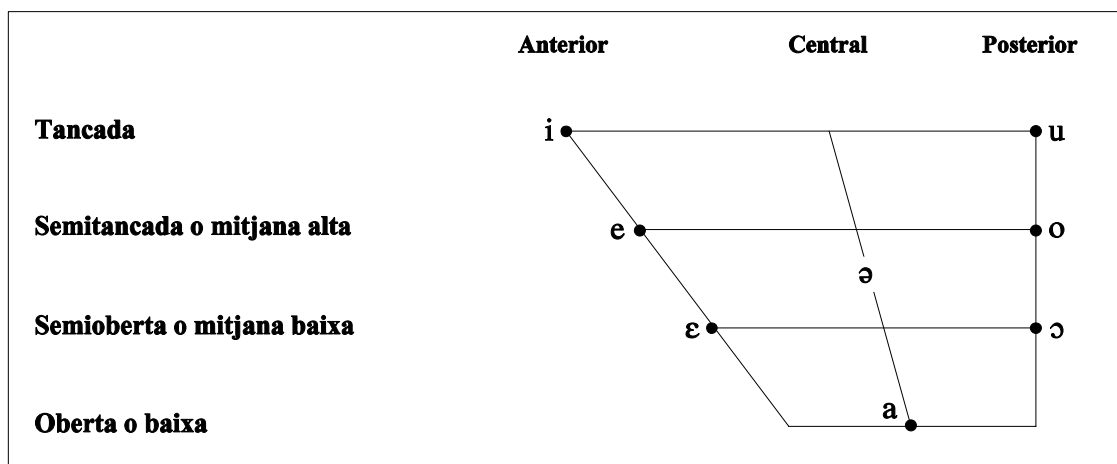 Anterior Central Posterior
Tancada i u
Semitancada o mitjana alta e o
ə
Semioberta o mitjana baixa ɛ ɔ
Oberta o baixa a